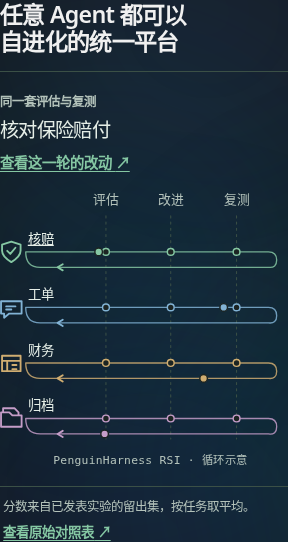 任意 Agent 都可以
自进化的统一平台
同一套评估与复测
核对保险赔付
查看这一轮的改动 ↗
评估 改进 复测
核赔
工单
财务
归档
PenguinHarness RSI · 循环示意
分数来自已发表实验的留出集，按任务取平均。
查看原始对照表 ↗